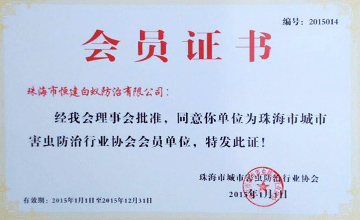 编号：2015014
会员证书
珠海市恒建白蚁防治有限公司：
经我会理事会批准，同意你单位为珠海市城市
害虫防治行业协会会员单位，特发此证！
珠海市城市害虫防治行业协会
2015年1月1日
有效期：2015年1月1日至2015年12月31日